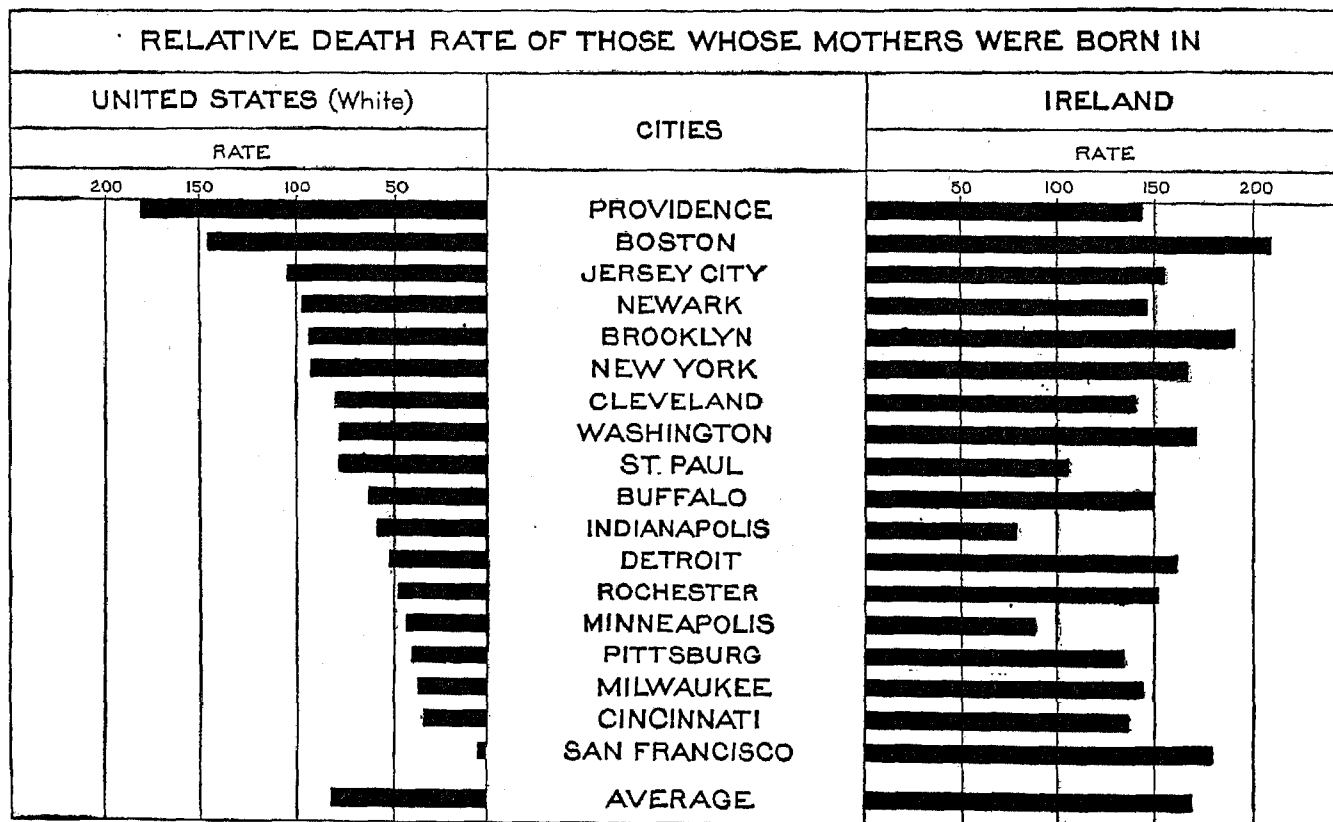 RELATIVE DEATH RATE OF THOSE WHOSE MOTHERS WERE BORN IN
UNITED STATES (White)
CITIES
IRELAND
RATE
RATE
200 150 100 50
50 100 150 200
PROVIDENCE
BOSTON
JERSEY CITY
NEWARK
BROOKLYN
NEW YORK
CLEVELAND
WASHINGTON
ST. PAUL
BUFFALO
INDIANAPOLIS
DETROIT
ROCHESTER
MINNEAPOLIS
PITTSBURG
MILWAUKEE
CINCINNATI
SAN FRANCISCO
AVERAGE